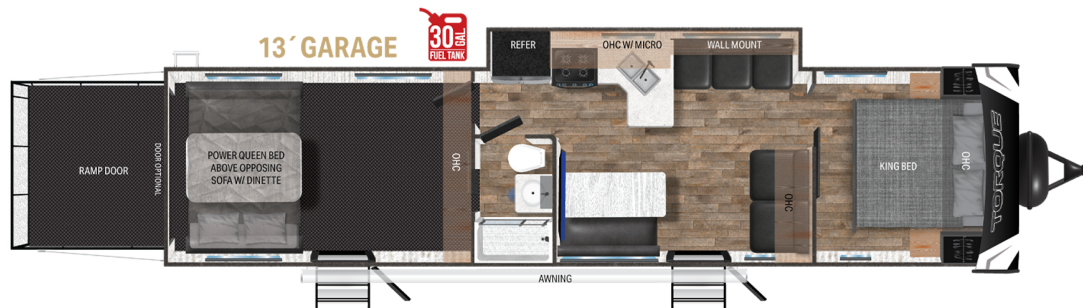 13´ GARAGE
30 GAL
FUEL TANK
REFER
OHC W/ MICRO
WALL MOUNT
RAMP DOOR
DOOR OPTIONAL
POWER QUEEN BED
ABOVE OPPOSING
SOFA W/ DINETTE
OHC
OHC
KING BED
OHC
TORQUE
AWNING